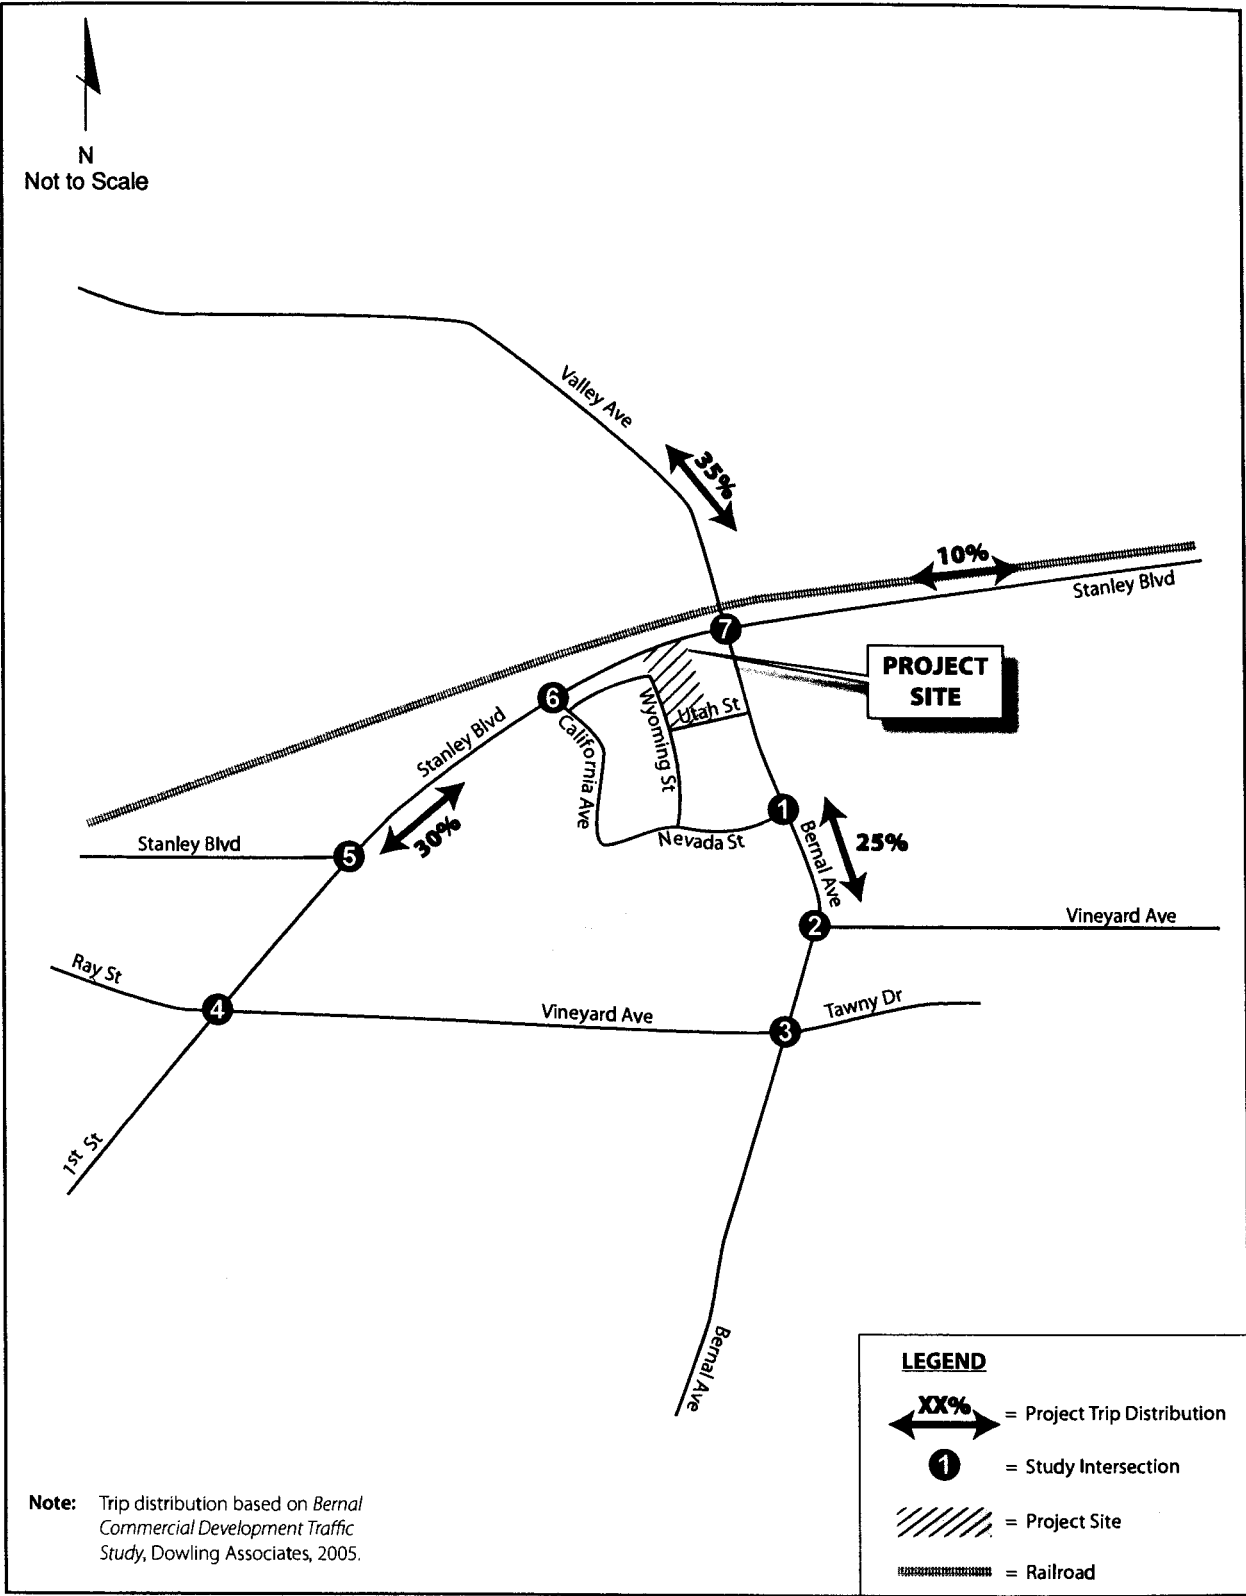 N
Not to Scale
Valley Ave
35%
10%
Stanley Blvd
7
PROJECT
SITE
6
Wyoming St
Utah St
California Ave
Stanley Blvd
1
30%
Nevada St
Bernal Ave
25%
Stanley Blvd
5
2
Vineyard Ave
Ray St
4
Vineyard Ave
Tawny Dr
3
1st St
Bernal Ave
LEGEND
XX%
= Project Trip Distribution
1
= Study Intersection
= Project Site
= Railroad
Note: Trip distribution based on Bernal
Commercial Development Traffic
Study, Dowling Associates, 2005.